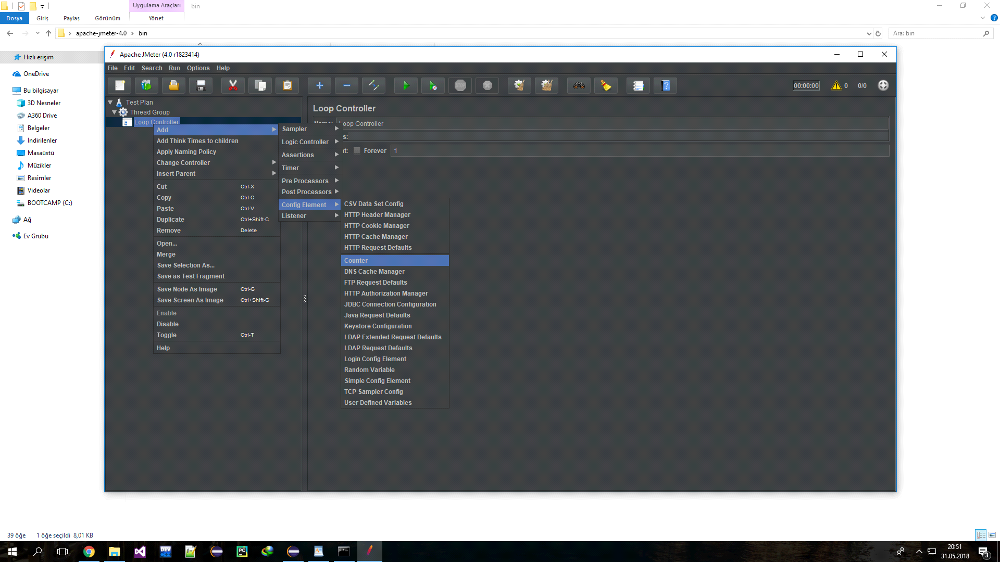 Uygulama Araçları
bin
Dosya
Giriş
Paylaş
Görünüm
Yönet
apache-jmeter-4.0
bin
Ara: bin
Hızlı erişim
OneDrive
Bu bilgisayar
3D Nesneler
A360 Drive
Belgeler
İndirilenler
Masaüstü
Müzikler
Resimler
Videolar
BOOTCAMP (C:)
Ağ
Ev Grubu
Apache JMeter (4.0 r1823414)
File Edit Search Run Options Help
STOP
00:00:00
0
0/0
Test Plan
Thread Group
Loop Controller
Loop Controller
Loop Controller
s:
t:
Forever
1
Add
Add Think Times to children
Apply Naming Policy
Change Controller
Insert Parent
Cut Ctrl-X
Copy Ctrl-C
Paste Ctrl-V
Duplicate Ctrl+Shift-C
Remove Delete
Open...
Merge
Save Selection As...
Save as Test Fragment
Save Node As Image Ctrl-G
Save Screen As Image Ctrl+Shift-G
Enable
Disable
Toggle Ctrl-T
Help
Sampler
Logic Controller
Assertions
Timer
Pre Processors
Post Processors
Config Element
Listener
CSV Data Set Config
HTTP Header Manager
HTTP Cookie Manager
HTTP Cache Manager
HTTP Request Defaults
Counter
DNS Cache Manager
FTP Request Defaults
HTTP Authorization Manager
JDBC Connection Configuration
Java Request Defaults
Keystore Configuration
LDAP Extended Request Defaults
LDAP Request Defaults
Login Config Element
Random Variable
Simple Config Element
TCP Sampler Config
User Defined Variables
39 öğe
1 öğe seçildi 8,01 KB
DEV
PC
20:51
31.05.2018
3